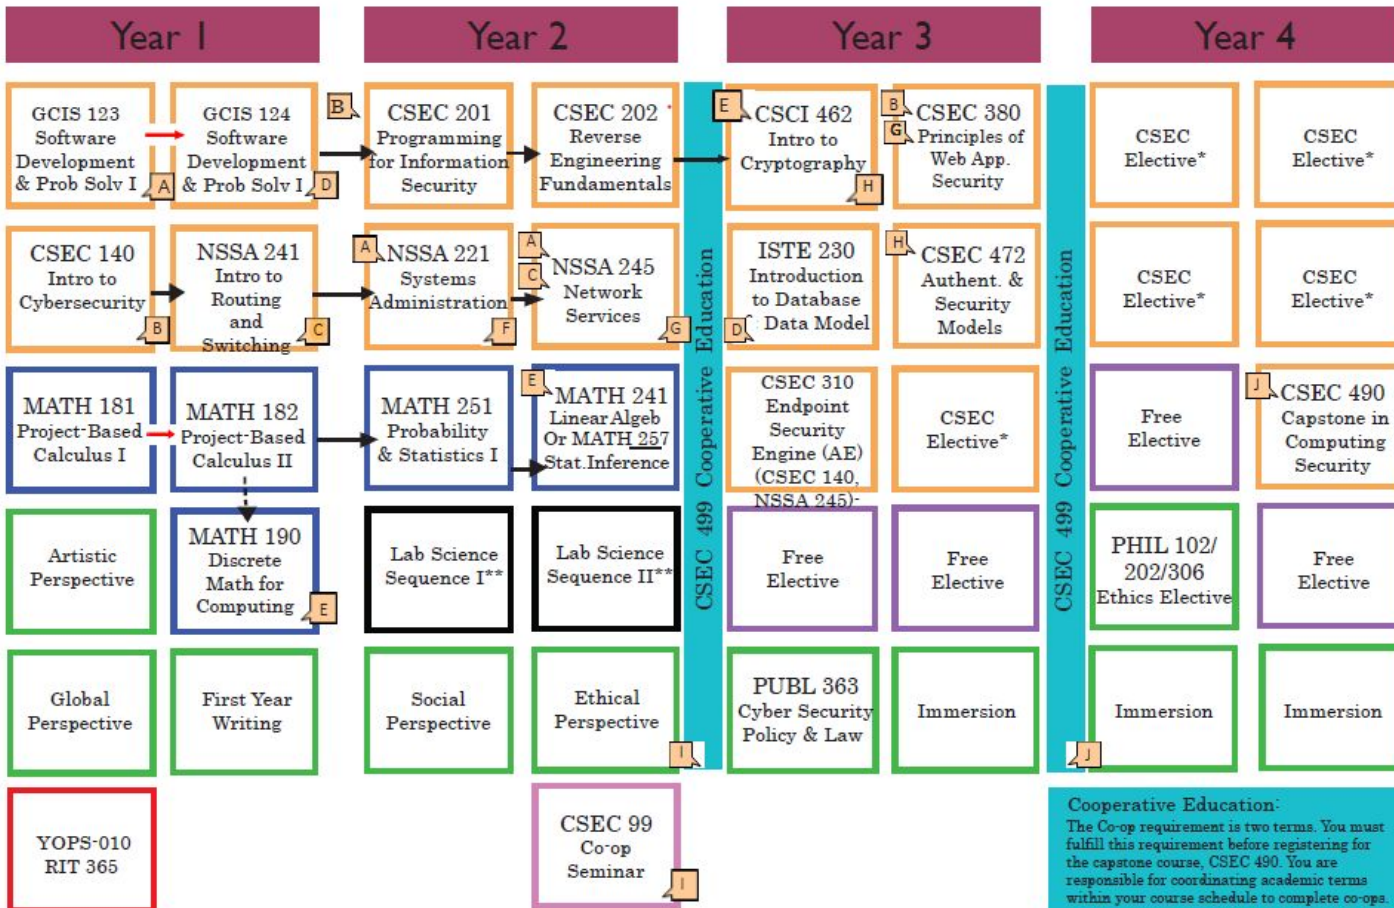 Year 1
Year 2
Year 3
Year 4
GCIS 123
Software
Development
& Prob Solv I
A
GCIS 124
Software
Development
& Prob Solv I
D
B
CSEC 201
Programming
for Information
Security
CSEC 202
Reverse
Engineering
Fundamentals
E
CSCI 462
Intro to
Cryptography
H
B
G
CSEC 380
Principles of
Web App.
Security
CSEC
Elective*
CSEC
Elective*
CSEC 140
Intro to
Cybersecurity
B
NSSA 241
Intro to
Routing
and
Switching
C
A
NSSA 221
Systems
Administration
F
A
C
NSSA 245
Network
Services
G
ISTE 230
Introduction
to Database
: Data Model
D
H
CSEC 472
Authent. &
Security
Models
CSEC
Elective*
CSEC
Elective*
MATH 181
Project-Based
Calculus I
MATH 182
Project-Based
Calculus II
MATH 251
Probability
& Statistics I
E
MATH 241
Linear Algeb
Or MATH 257
Stat.Inference
CSEC 310
Endpoint
Security
Engine (AE)
(CSEC 140,
NSSA 245)-
CSEC
Elective*
Free
Elective
J
CSEC 490
Capstone in
Computing
Security
Artistic
Perspective
MATH 190
Discrete
Math for
Computing
E
Lab Science
Sequence I**
Lab Science
Sequence II**
Free
Elective
Free
Elective
PHIL 102/
202/306
Ethics Elective
Free
Elective
Global
Perspective
First Year
Writing
Social
Perspective
Ethical
Perspective
I
PUBL 363
Cyber Security
Policy & Law
Immersion
J
Immersion
Immersion
CSEC 499 Cooperative Education
CSEC 499 Cooperative Education
YOPS-010
RIT 365
CSEC 99
Co-op
Seminar
I
Cooperative Education:
The Co-op requirement is two terms. You must
fulfill this requirement before registering for
the capstone course, CSEC 490. You are
responsible for coordinating academic terms
within your course schedule to complete co-ops.